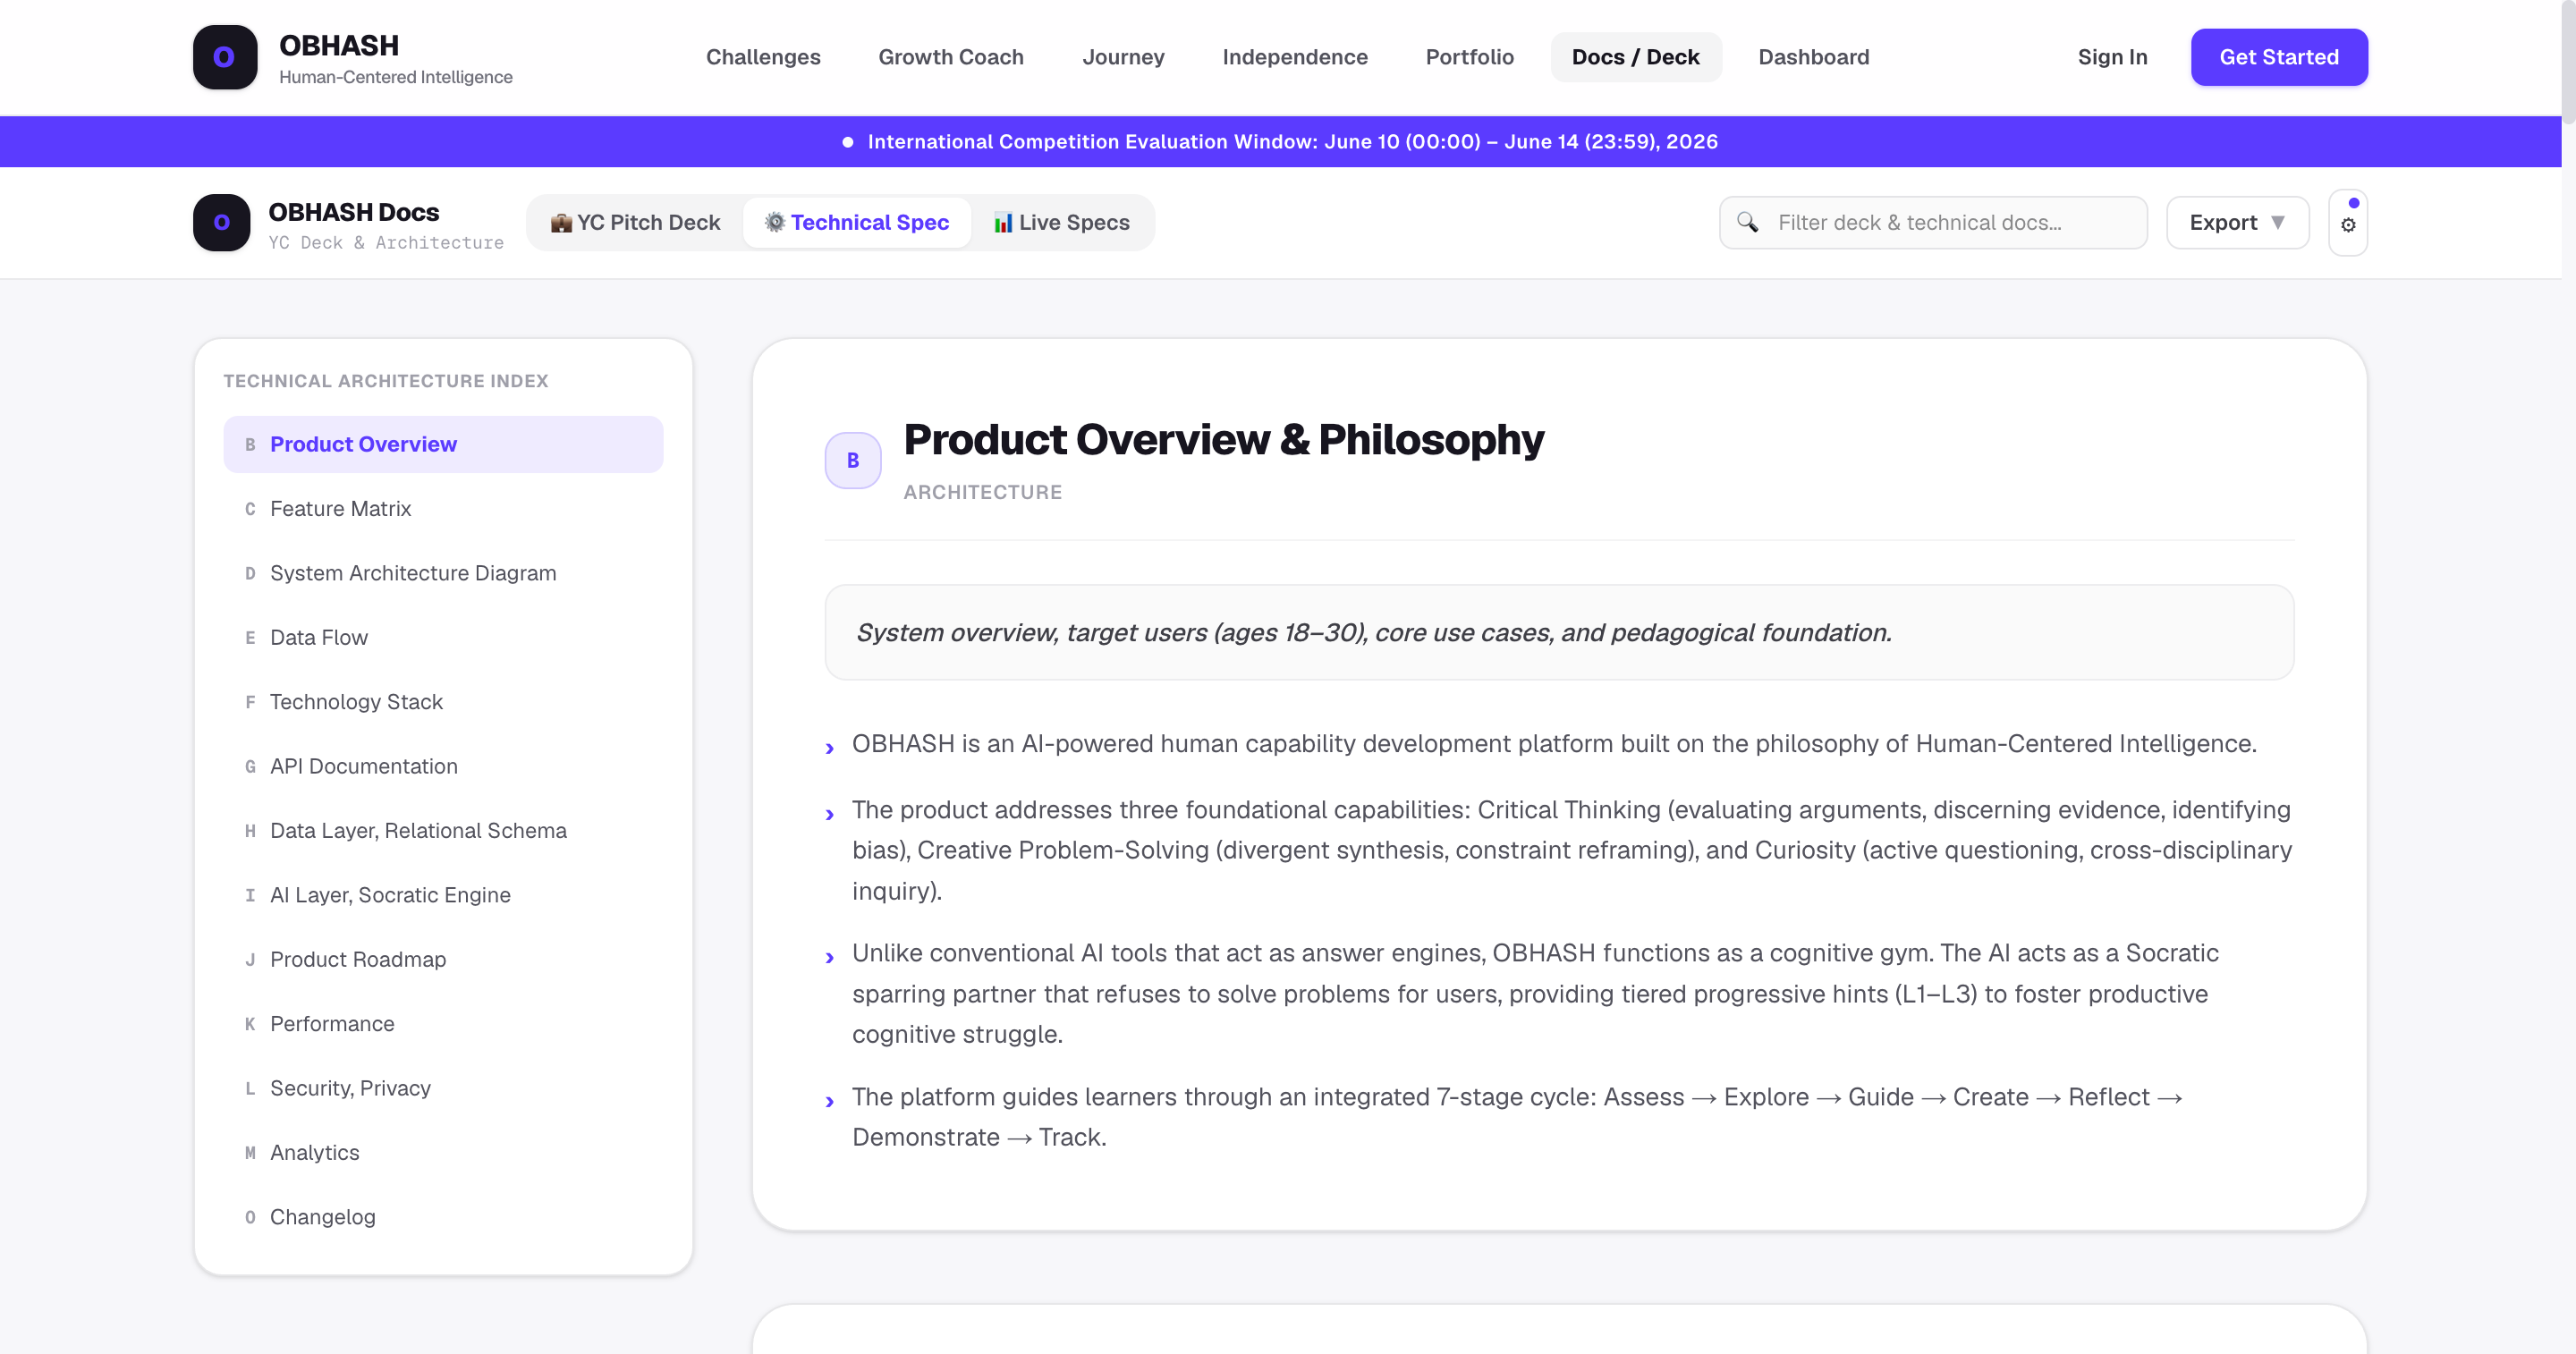 O
OBHASH
Human-Centered Intelligence
Challenges
Growth Coach
Journey
Independence
Portfolio
Docs / Deck
Dashboard
Sign In
Get Started
International Competition Evaluation Window: June 10 (00:00) – June 14 (23:59), 2026
O
OBHASH Docs
YC Deck & Architecture
YC Pitch Deck
Technical Spec
Live Specs
Filter deck & technical docs...
Export ▼
TECHNICAL ARCHITECTURE INDEX
B Product Overview
C Feature Matrix
D System Architecture Diagram
E Data Flow
F Technology Stack
G API Documentation
H Data Layer, Relational Schema
I AI Layer, Socratic Engine
J Product Roadmap
K Performance
L Security, Privacy
M Analytics
O Changelog
B
Product Overview & Philosophy
ARCHITECTURE
System overview, target users (ages 18–30), core use cases, and pedagogical foundation.
› OBHASH is an AI-powered human capability development platform built on the philosophy of Human-Centered Intelligence.
› The product addresses three foundational capabilities: Critical Thinking (evaluating arguments, discerning evidence, identifying
bias), Creative Problem-Solving (divergent synthesis, constraint reframing), and Curiosity (active questioning, cross-disciplinary
inquiry).
› Unlike conventional AI tools that act as answer engines, OBHASH functions as a cognitive gym. The AI acts as a Socratic
sparring partner that refuses to solve problems for users, providing tiered progressive hints (L1–L3) to foster productive
cognitive struggle.
› The platform guides learners through an integrated 7-stage cycle: Assess → Explore → Guide → Create → Reflect →
Demonstrate → Track.